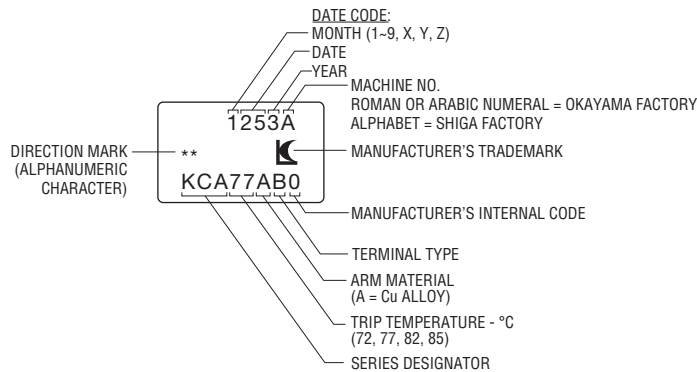 DATE CODE:
MONTH (1~9, X, Y, Z)
DATE
YEAR
MACHINE NO.
ROMAN OR ARABIC NUMERAL = OKAYAMA FACTORY
ALPHABET = SHIGA FACTORY
1253A
DIRECTION MARK
(ALPHANUMERIC
CHARACTER)
**
MANUFACTURER'S TRADEMARK
KCA77AB0
MANUFACTURER'S INTERNAL CODE
TERMINAL TYPE
ARM MATERIAL
(A = Cu ALLOY)
TRIP TEMPERATURE - °C
(72, 77, 82, 85)
SERIES DESIGNATOR